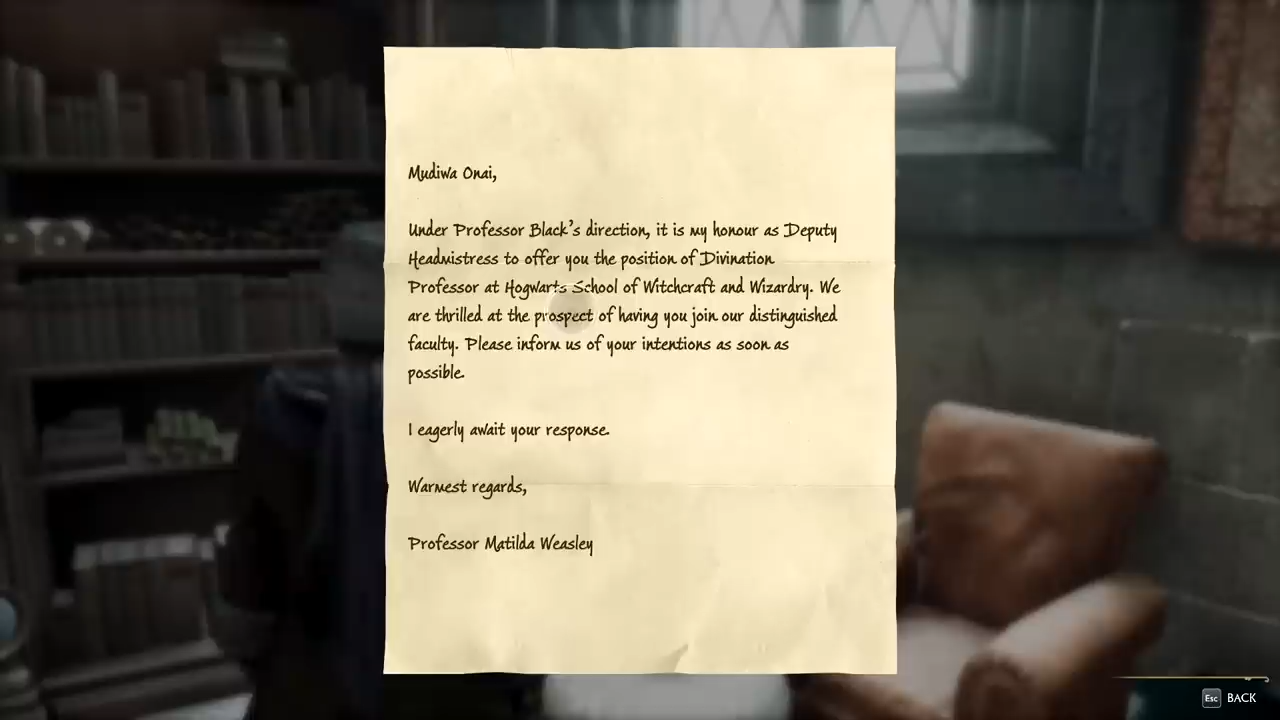 Mudiwa Onai,
Under Professor Black's direction, it is my honour as Deputy
Headmistress to offer you the position of Divination
Professor at Hogwarts School of Witchcraft and Wizardry. We
are thrilled at the prospect of having you join our distinguished
faculty. Please inform us of your intentions as soon as
possible.
I eagerly await your response.
Warmest regards,
Professor Matilda Weasley
Esc BACK